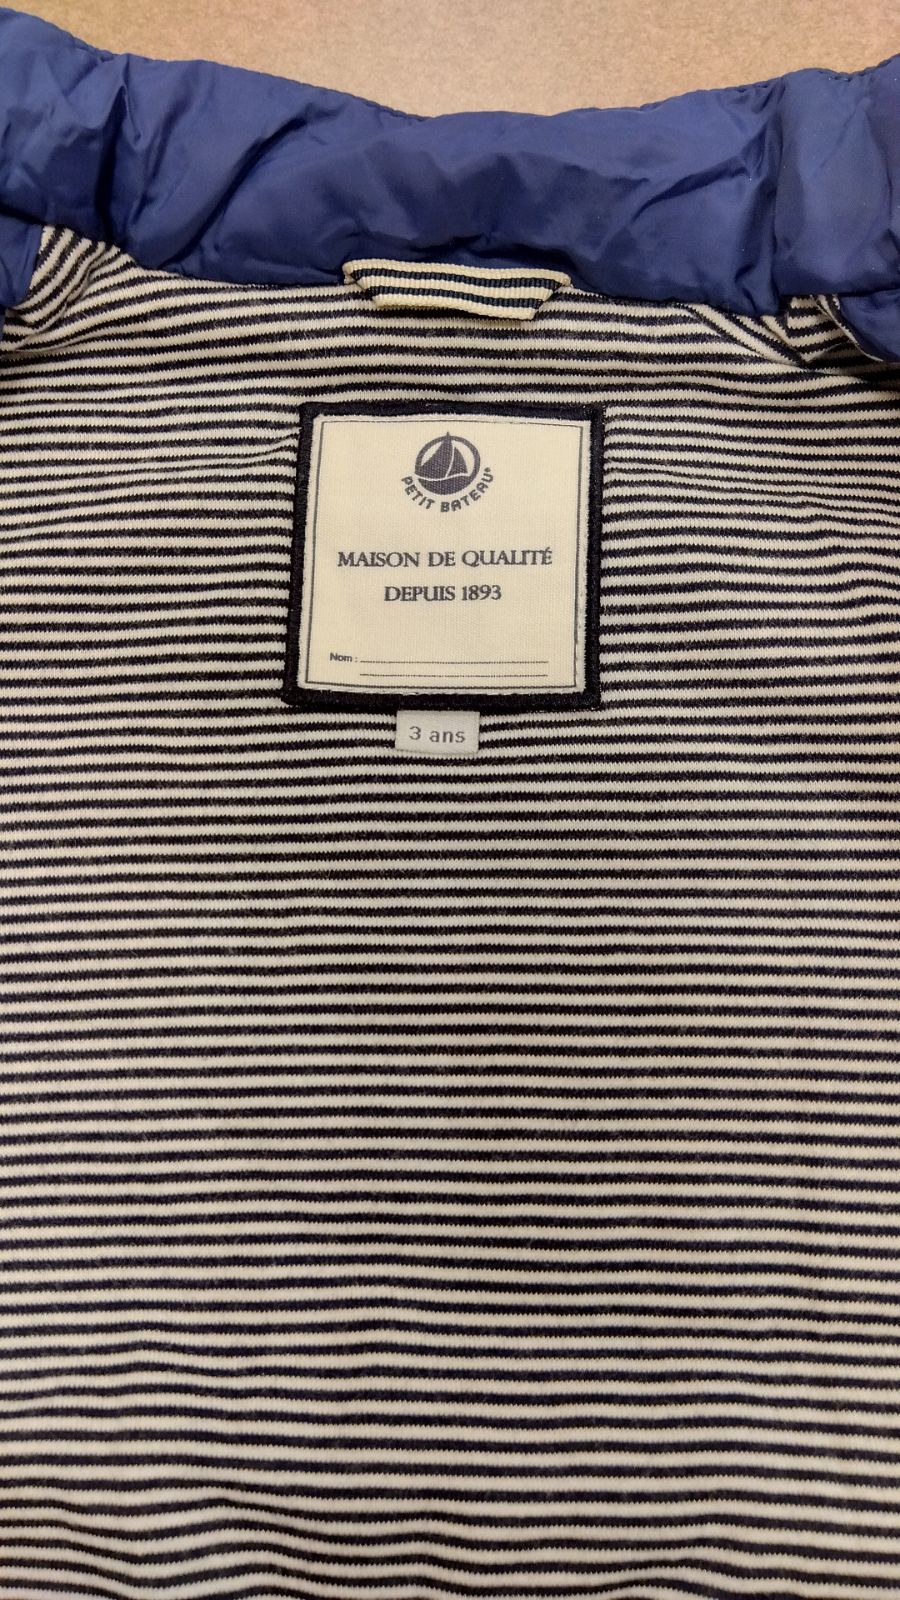 PETIT BATEAU®
MAISON DE QUALITÉ
DEPUIS 1893
Nom :
3 ans